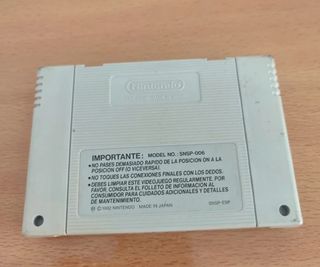 Nintendo
IMPORTANTE: MODEL NO.: SNSP-006
•NO PASES DEMASIADO RAPIDO DE LA POSICION ON A LA
POSICION OFF (O VICEVERSA).
•NO TOQUES LAS CONEXIONES FINALES CON LOS DEDOS.
•DEBES LIMPIAR ESTE VIDEOJUEGO REGULARMENTE. POR
FAVOR, CONSULTA EL FOLLETO DE INFORMACION AL
CONSUMIDOR PARA CUIDADOS ADICIONALES Y DETALLES
DE MANTENIMIENTO.
© 1992 NINTENDO MADE IN JAPAN SNSP-ESP